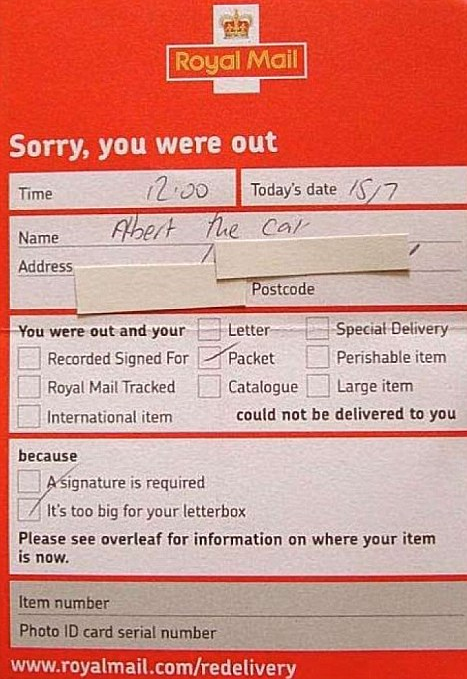 Royal Mail
Sorry, you were out
Time 12:00 Today's date 15/7
Name Albert the Cat
Address
Postcode
You were out and your Letter Special Delivery
Recorded Signed For Packet Perishable item
Royal Mail Tracked Catalogue Large item
International item could not be delivered to you
because
A signature is required
It's too big for your letterbox
Please see overleaf for information on where your item
is now.
Item number
Photo ID card serial number
www.royalmail.com/redelivery